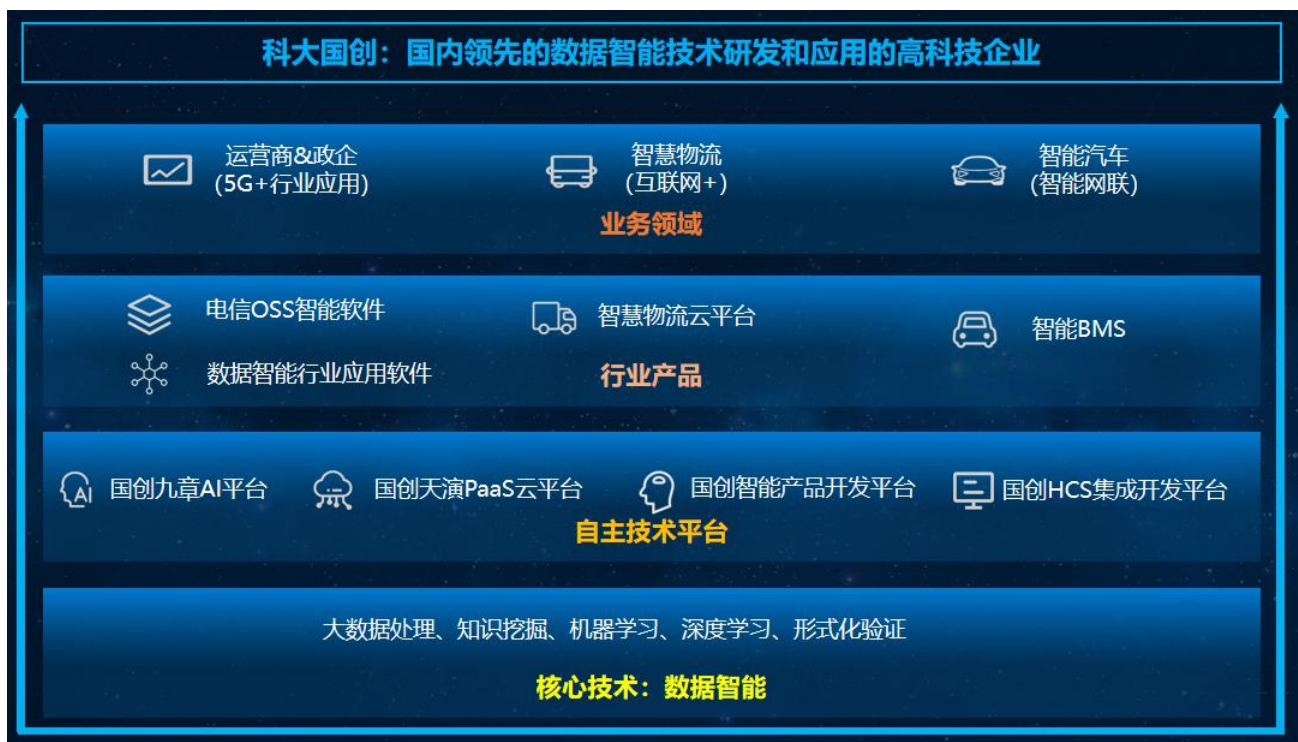 科大国创：国内领先的数据智能技术研发和应用的高科技企业
运营商&政企
(5G+行业应用)
智慧物流
(互联网+)
智能汽车
(智能网联)
业务领域
电信OSS智能软件
智慧物流云平台
智能BMS
数据智能行业应用软件
行业产品
AI
国创九章AI平台
国创天演PaaS云平台
国创智能产品开发平台
国创HCS集成开发平台
自主技术平台
大数据处理、知识挖掘、机器学习、深度学习、形式化验证
核心技术：数据智能